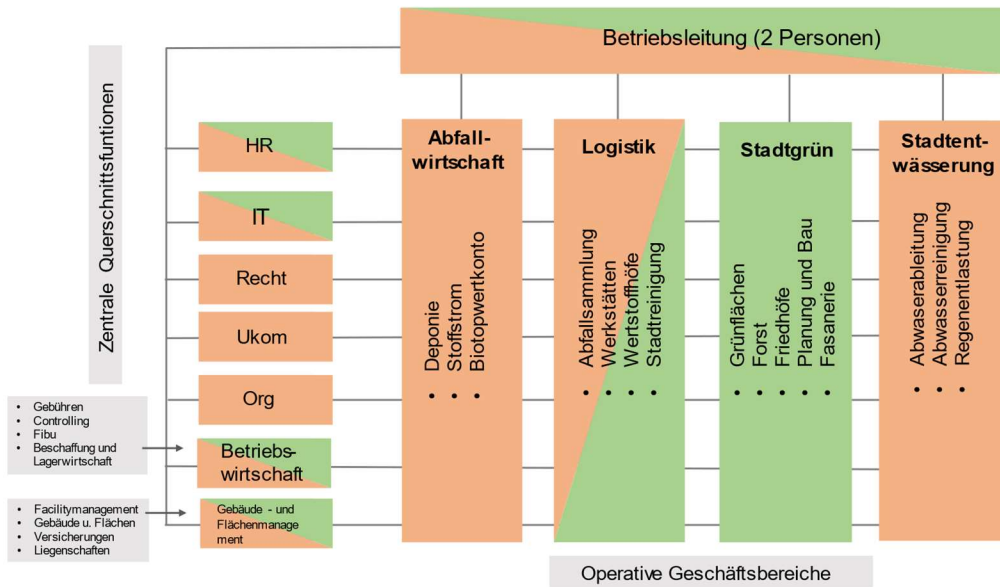 Betriebsleitung (2 Personen)
Zentrale Querschnittsfuntionen
HR
IT
Recht
Ukom
Org
Betriebs-
wirtschaft
Gebäude - und
Flächenmanage
ment
• Gebühren
• Controlling
• Fibu
• Beschaffung und
Lagerwirtschaft
• Facilitymanagement
• Gebäude u. Flächen
• Versicherungen
• Liegenschaften
Abfall-
wirtschaft
• Deponie
• Stoffstrom
• Biotopwertkonto
Logistik
• Abfallsammlung
• Werkstätten
• Wertstoffhöfe
• Stadtreinigung
Stadtgrün
• Grünflächen
• Forst
• Friedhöfe
• Planung und Bau
• Fasanerie
Stadtent-
wässerung
• Abwaserableitung
• Abwasserreinigung
• Regenentlastung
Operative Geschäftsbereiche